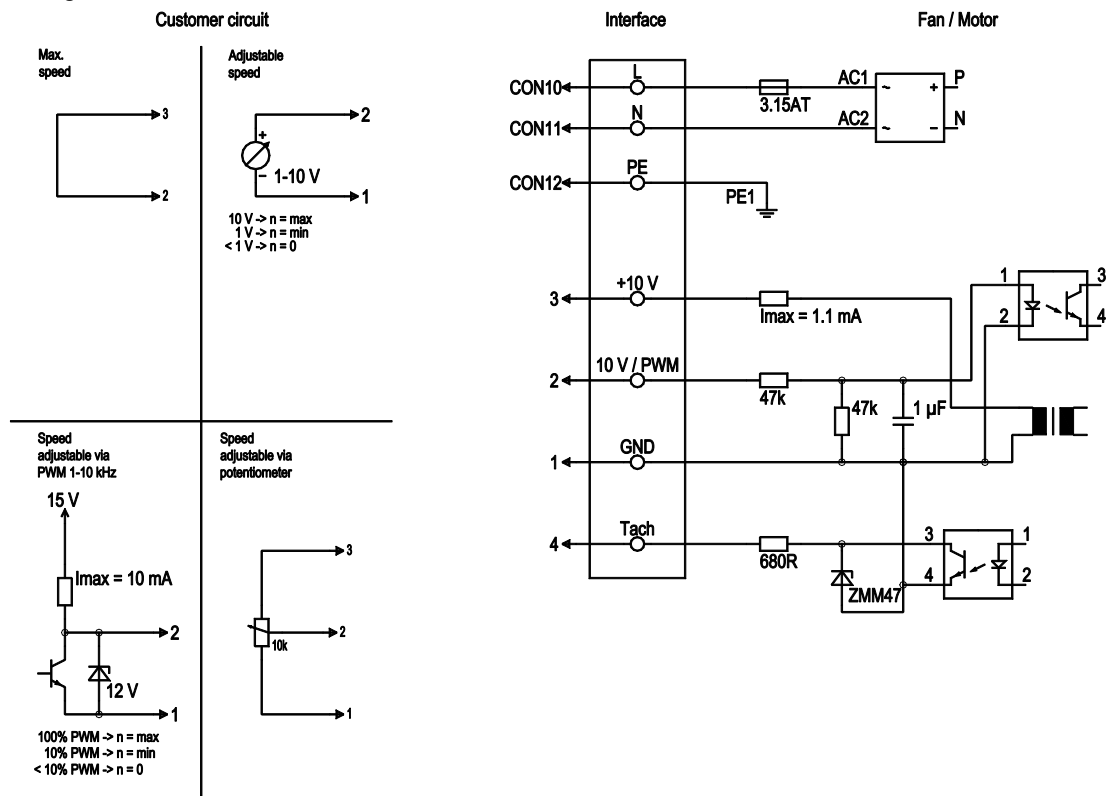 Customer circuit
Interface
Fan / Motor
Max.
speed
3
2
Adjustable
speed
2
+
– 1-10 V
1
10 V -> n = max
1 V -> n = min
< 1 V -> n = 0
Speed
adjustable via
PWM 1-10 kHz
15 V
Imax = 10 mA
2
12 V
1
100% PWM -> n = max
10% PWM -> n = min
< 10% PWM -> n = 0
Speed
adjustable via
potentiometer
3
2
10k
1
CON10
L
3.15AT
AC1
~
+
P
CON11
N
AC2
~
–
N
CON12
PE
PE1
3
+10 V
Imax = 1.1 mA
1
3
2
4
2
10 V / PWM
47k
47k
1 µF
1
GND
4
Tach
680R
ZMM47
3
1
4
2